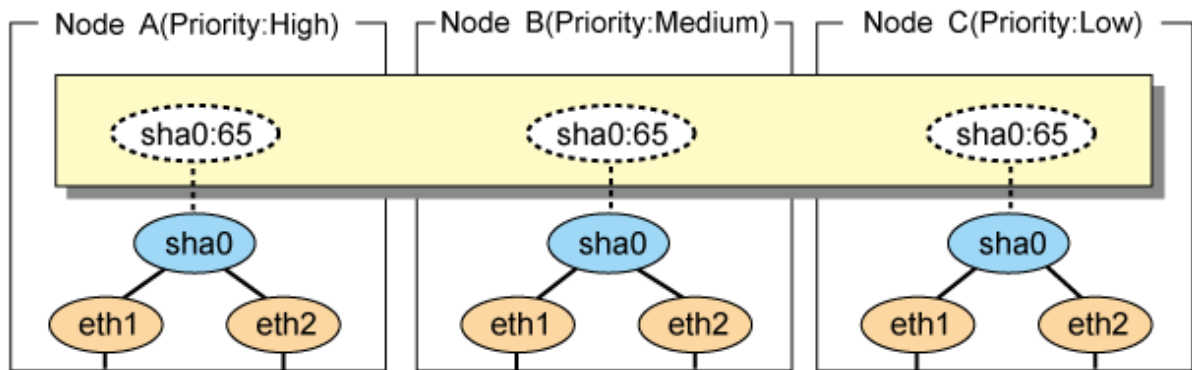 Node A(Priority:High) Node B(Priority:Medium) Node C(Priority:Low)
sha0:65 sha0:65 sha0:65
sha0 sha0 sha0
eth1 eth2 eth1 eth2 eth1 eth2